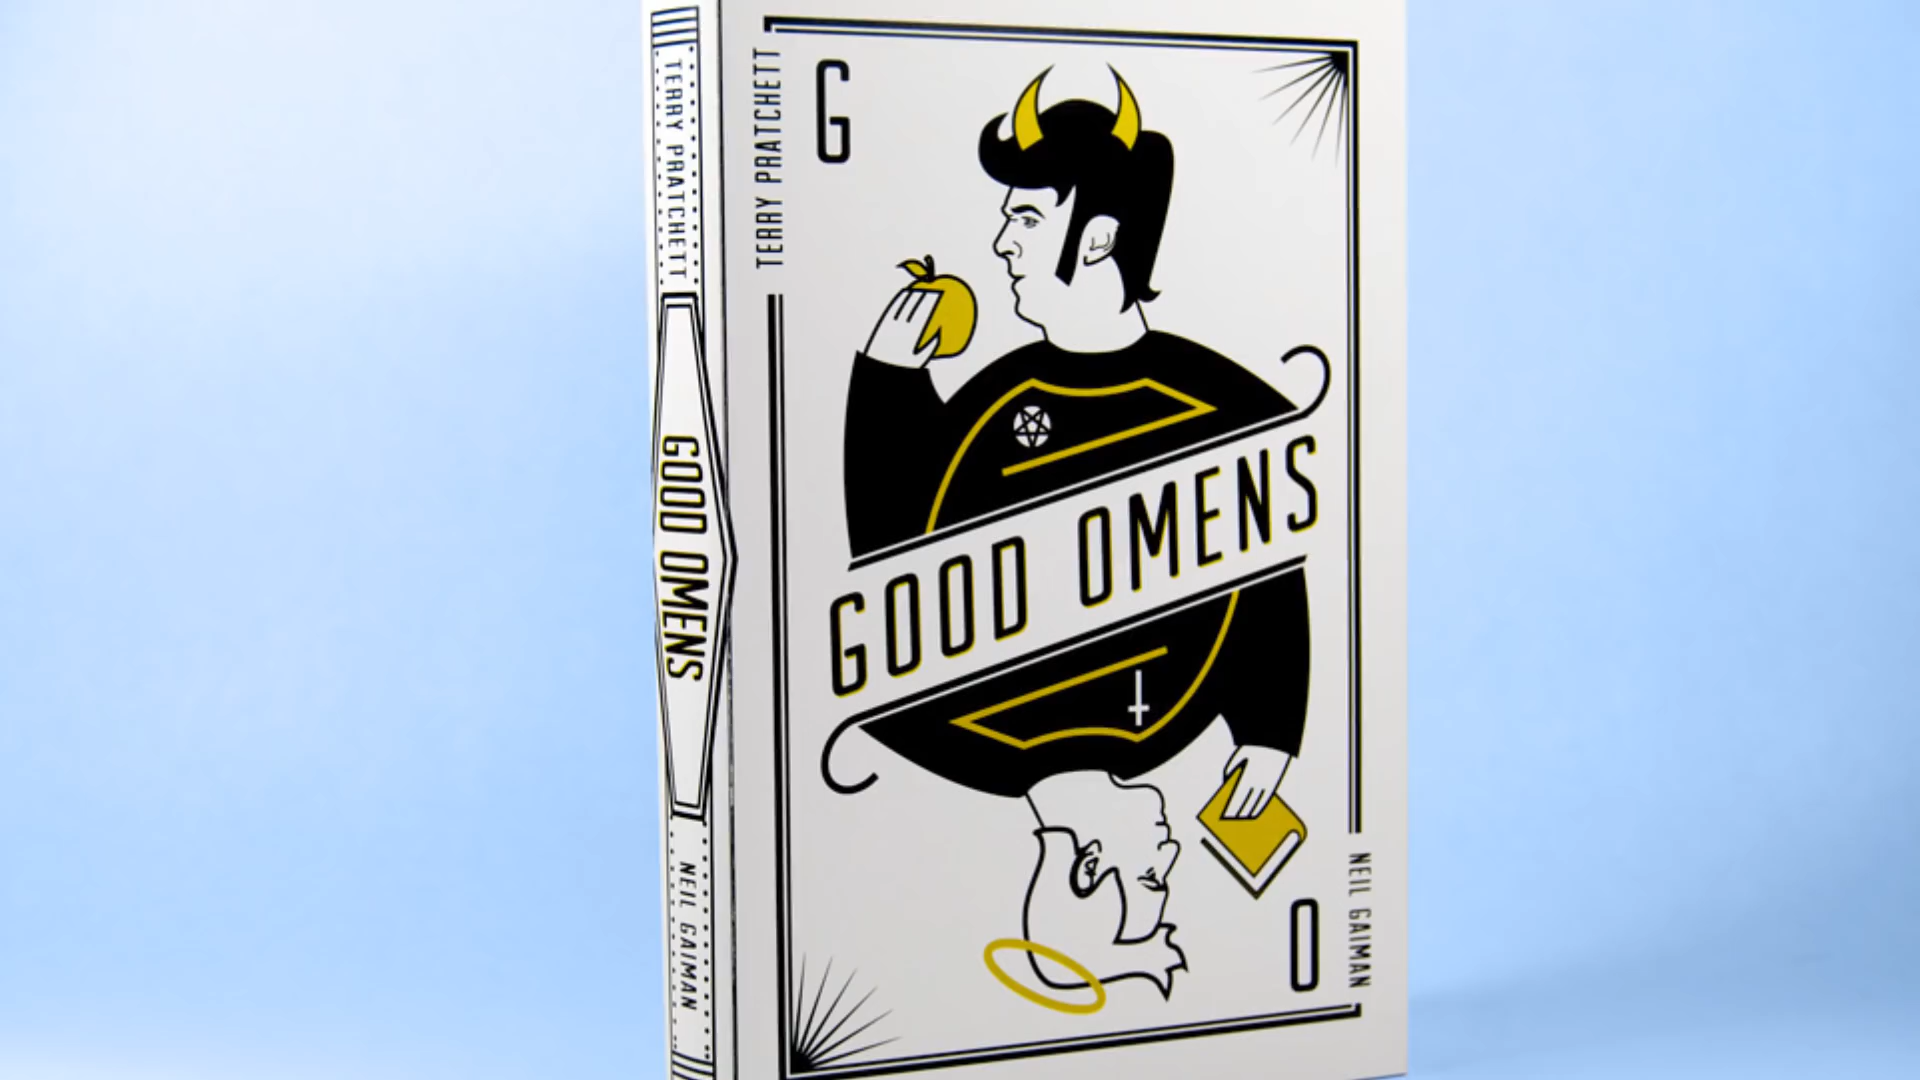 TERRY PRATCHETT
GOOD OMENS
NEIL GAIMAN
TERRY PRATCHETT
G
GOOD OMENS
O
NEIL GAIMAN